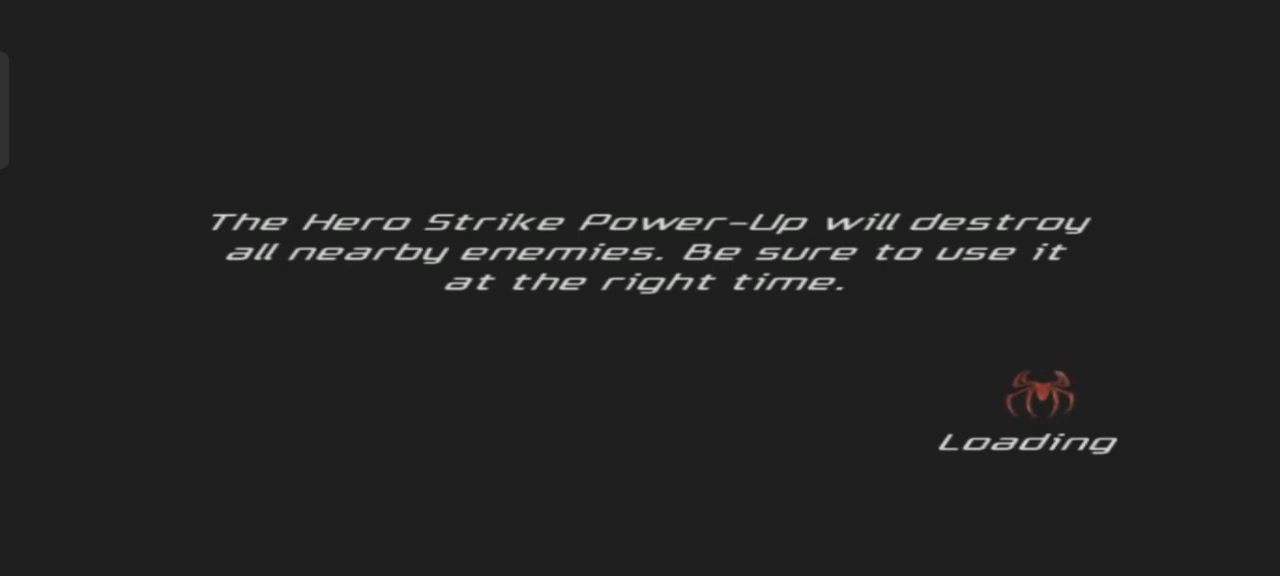 The Hero Strike Power-Up will destroy
all nearby enemies. Be sure to use it
at the right time.
Loading